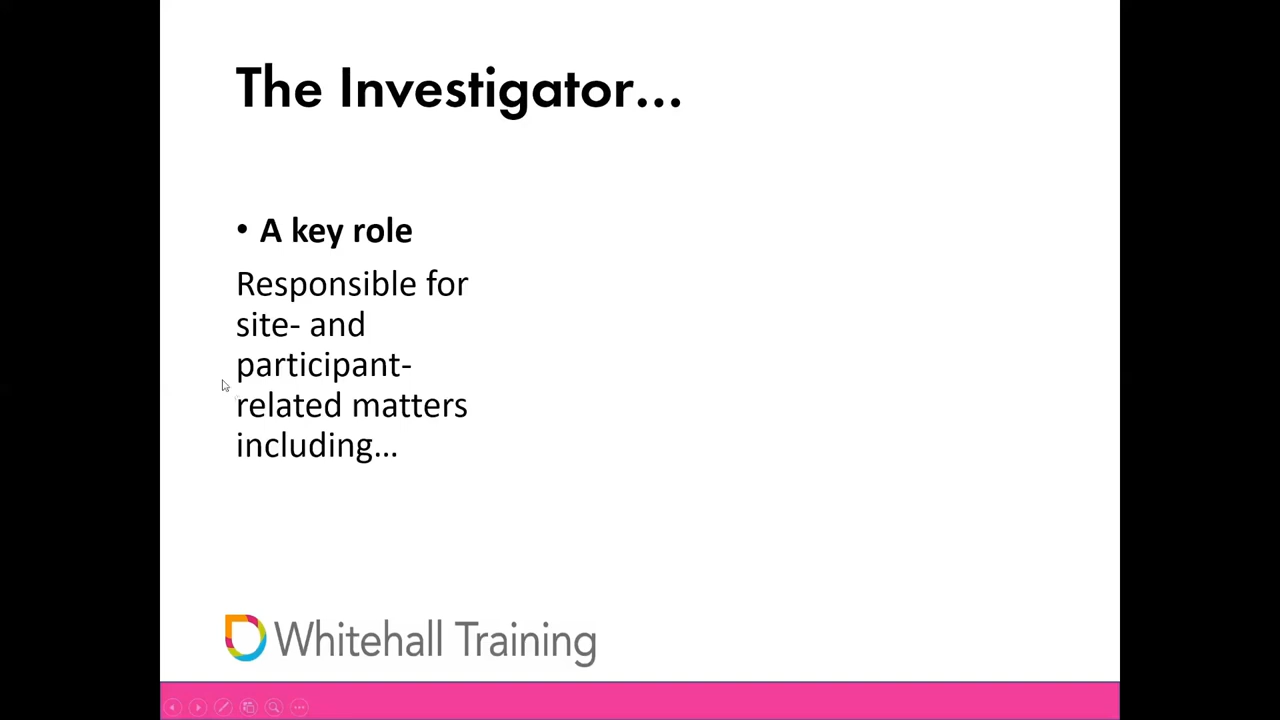 The Investigator...
• A key role
Responsible for
site- and
participant-
related matters
including...
Whitehall Training